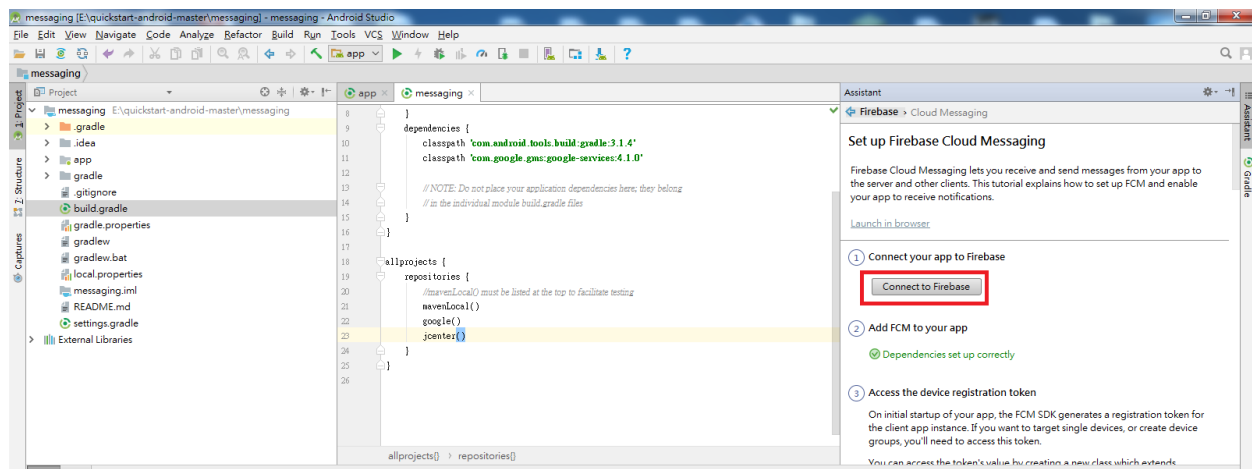 messaging [E:\quickstart-android-master\messaging] - messaging - Android Studio
File Edit View Navigate Code Analyze Refactor Build Run Tools VCS Window Help
app
messaging
1: Project
Z: Structure
Captures
Project
messaging E:\quickstart-android-master\messaging
.gradle
.idea
app
gradle
.gitignore
build.gradle
gradle.properties
gradlew
gradlew.bat
local.properties
messaging.iml
README.md
settings.gradle
External Libraries
app
messaging
8 }
9 dependencies {
10 classpath 'com.android.tools.build:gradle:3.1.4'
11 classpath 'com.google.gms:google-services:4.1.0'
12
13 // NOTE: Do not place your application dependencies here; they belong
14 // in the individual module build.gradle files
15 }
16 }
17
18 allprojects {
19 repositories {
20 //mavenLocal() must be listed at the top to facilitate testing
21 mavenLocal()
22 google()
23 jcenter()
24 }
25 }
26
allprojects{} › repositories{}
Assistant
Firebase › Cloud Messaging
Set up Firebase Cloud Messaging
Firebase Cloud Messaging lets you receive and send messages from your app to
the server and other clients. This tutorial explains how to set up FCM and enable
your app to receive notifications.
Launch in browser
1 Connect your app to Firebase
Connect to Firebase
2 Add FCM to your app
Dependencies set up correctly
3 Access the device registration token
On initial startup of your app, the FCM SDK generates a registration token for
the client app instance. If you want to target single devices, or create device
groups, you'll need to access this token.
You can access the token's value by creating a new class which extends
Assistant
Gradle